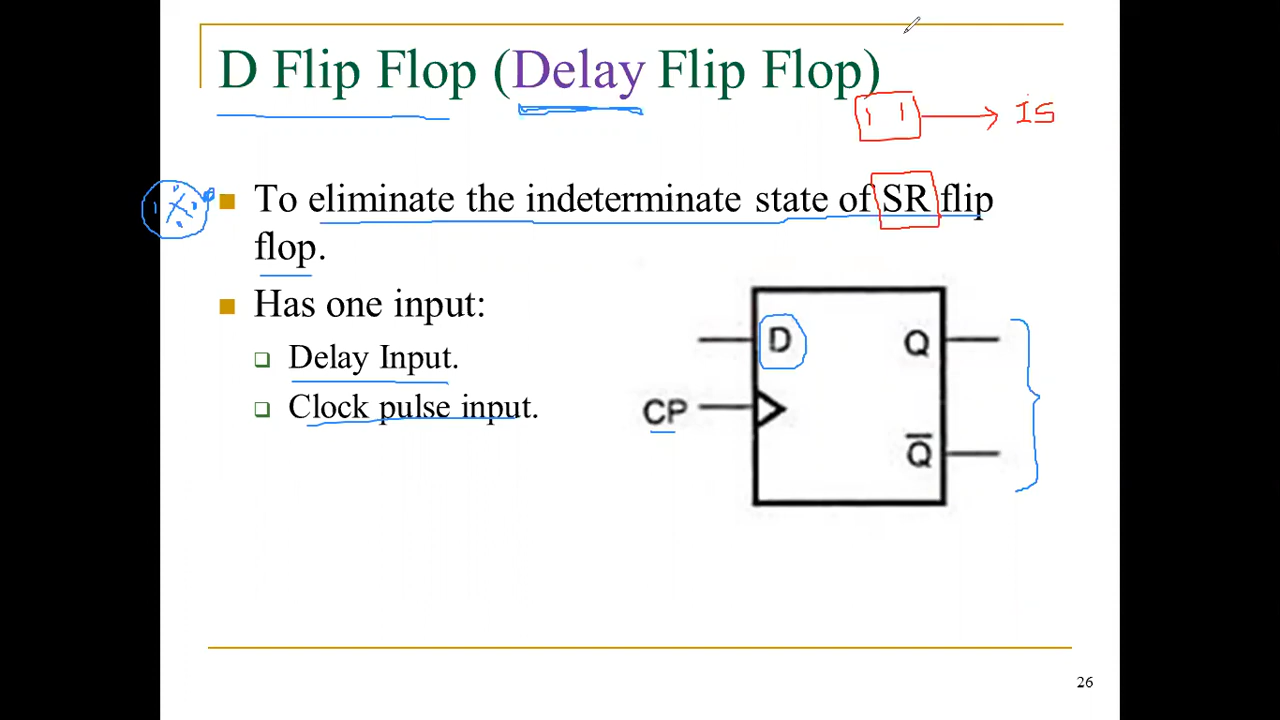 D Flip Flop (Delay Flip Flop)
1 1 → IS
To eliminate the indeterminate state of SR flip
flop.
Has one input:
Delay Input.
Clock pulse input.
D
Q
CP
Q̅
26